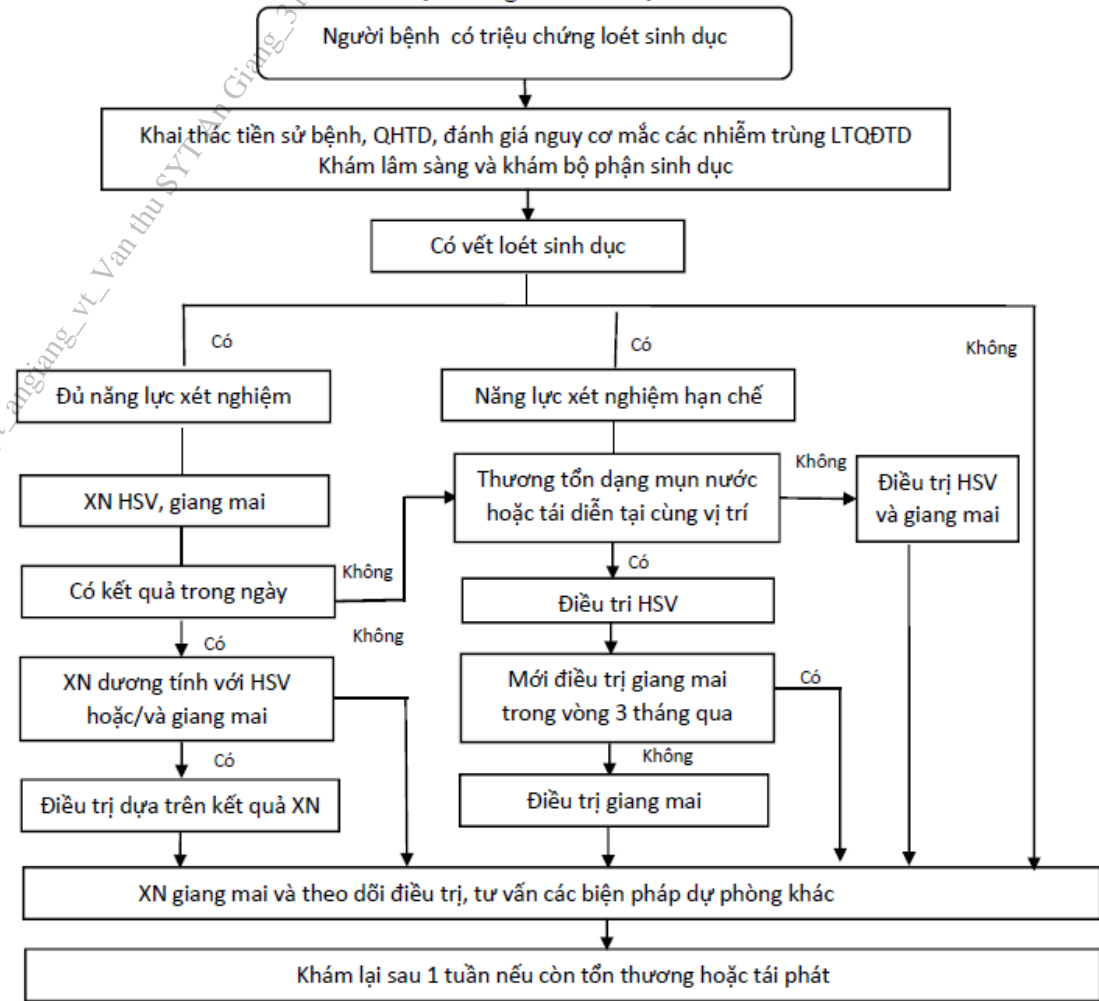 Người bệnh có triệu chứng loét sinh dục
Khai thác tiền sử bệnh, QHTD, đánh giá nguy cơ mắc các nhiễm trùng LTQĐTD
Khám lâm sàng và khám bộ phận sinh dục
Có vết loét sinh dục
Có
Có
Không
Đủ năng lực xét nghiệm
Năng lực xét nghiệm hạn chế
XN HSV, giang mai
Thương tổn dạng mụn nước
hoặc tái diễn tại cùng vị trí
Không
Điều trị HSV
và giang mai
Có kết quả trong ngày
Không
Có
Điều tri HSV
Có
Không
XN dương tính với HSV
hoặc/và giang mai
Mới điều trị giang mai
trong vòng 3 tháng qua
Có
Có
Không
Điều trị dựa trên kết quả XN
Điều trị giang mai
XN giang mai và theo dõi điều trị, tư vấn các biện pháp dự phòng khác
Khám lại sau 1 tuần nếu còn tổn thương hoặc tái phát
angiang_vt_Van thu SYT An Giang_31